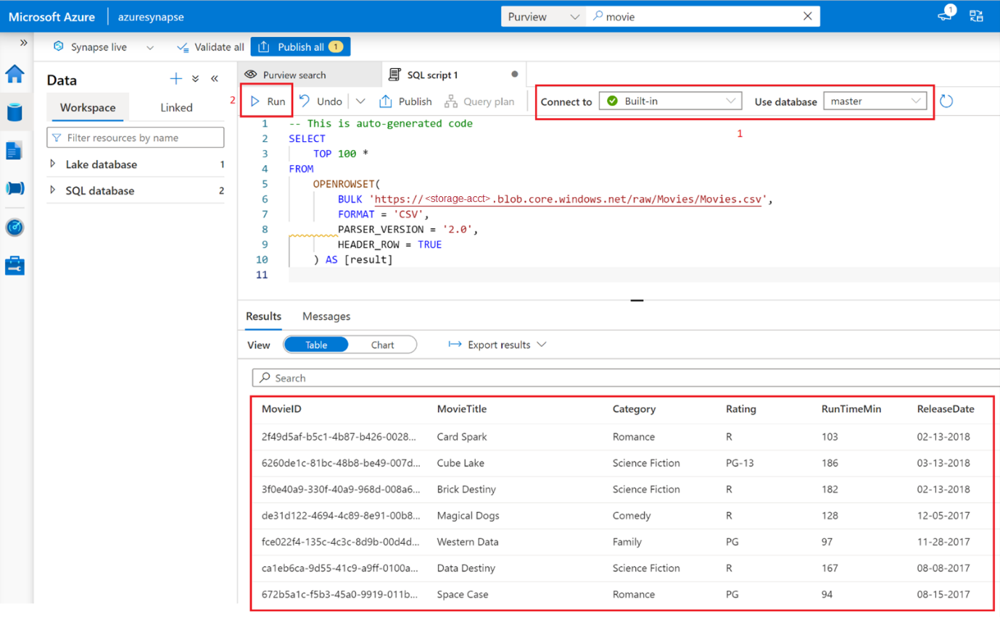 Microsoft Azure azuresynapse Purview movie 1
Synapse live Validate all Publish all 1
Data
Purview search SQL script 1
Workspace Linked
2 Run Undo Publish Query plan Connect to Built-in Use database master
1
Filter resources by name
Lake database 1
SQL database 2
1 -- This is auto-generated code
2 SELECT
3 TOP 100 *
4 FROM
5 OPENROWSET(
6 BULK 'https://<storage-acct>.blob.core.windows.net/raw/Movies/Movies.csv',
7 FORMAT = 'CSV',
8 PARSER_VERSION = '2.0',
9 HEADER_ROW = TRUE
10 ) AS [result]
11
Results Messages
View Table Chart Export results
Search
MovieID MovieTitle Category Rating RunTimeMin ReleaseDate
2f49d5af-b5c1-4b87-b426-0028... Card Spark Romance R 103 02-13-2018
6260de1c-81bc-48b8-be49-007d... Cube Lake Science Fiction PG-13 186 03-13-2018
3f0e40a9-330f-40a9-968d-008a6... Brick Destiny Science Fiction R 182 02-13-2018
de31d122-4694-4c89-8e91-00b8... Magical Dogs Comedy R 128 12-05-2017
fce022f4-135c-4c3c-8d9b-00d4d... Western Data Family PG 97 11-28-2017
ca1eb6ca-9d55-41c9-a9ff-0100a... Data Destiny Science Fiction R 167 08-08-2017
672b5a1c-f5b3-45a0-9919-011b... Space Case Romance PG 94 08-15-2017